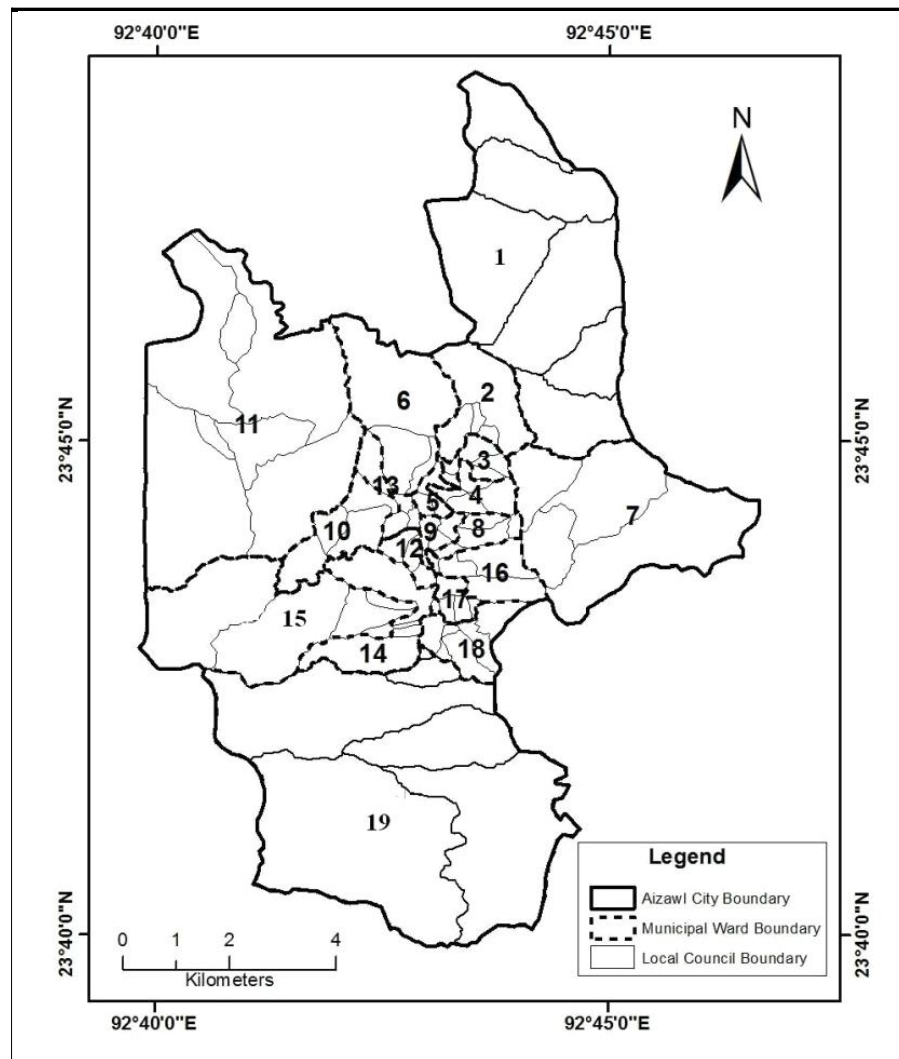 92°40'0"E 92°45'0"E
N
1
2
6
11
23°45'0"N 23°45'0"N
3
13
4
5
7
10
9
8
12
16
17
15
18
14
19
Legend
Aizawl City Boundary
Municipal Ward Boundary
Local Council Boundary
0 1 2 4
Kilometers
23°40'0"N 23°40'0"N
92°40'0"E 92°45'0"E